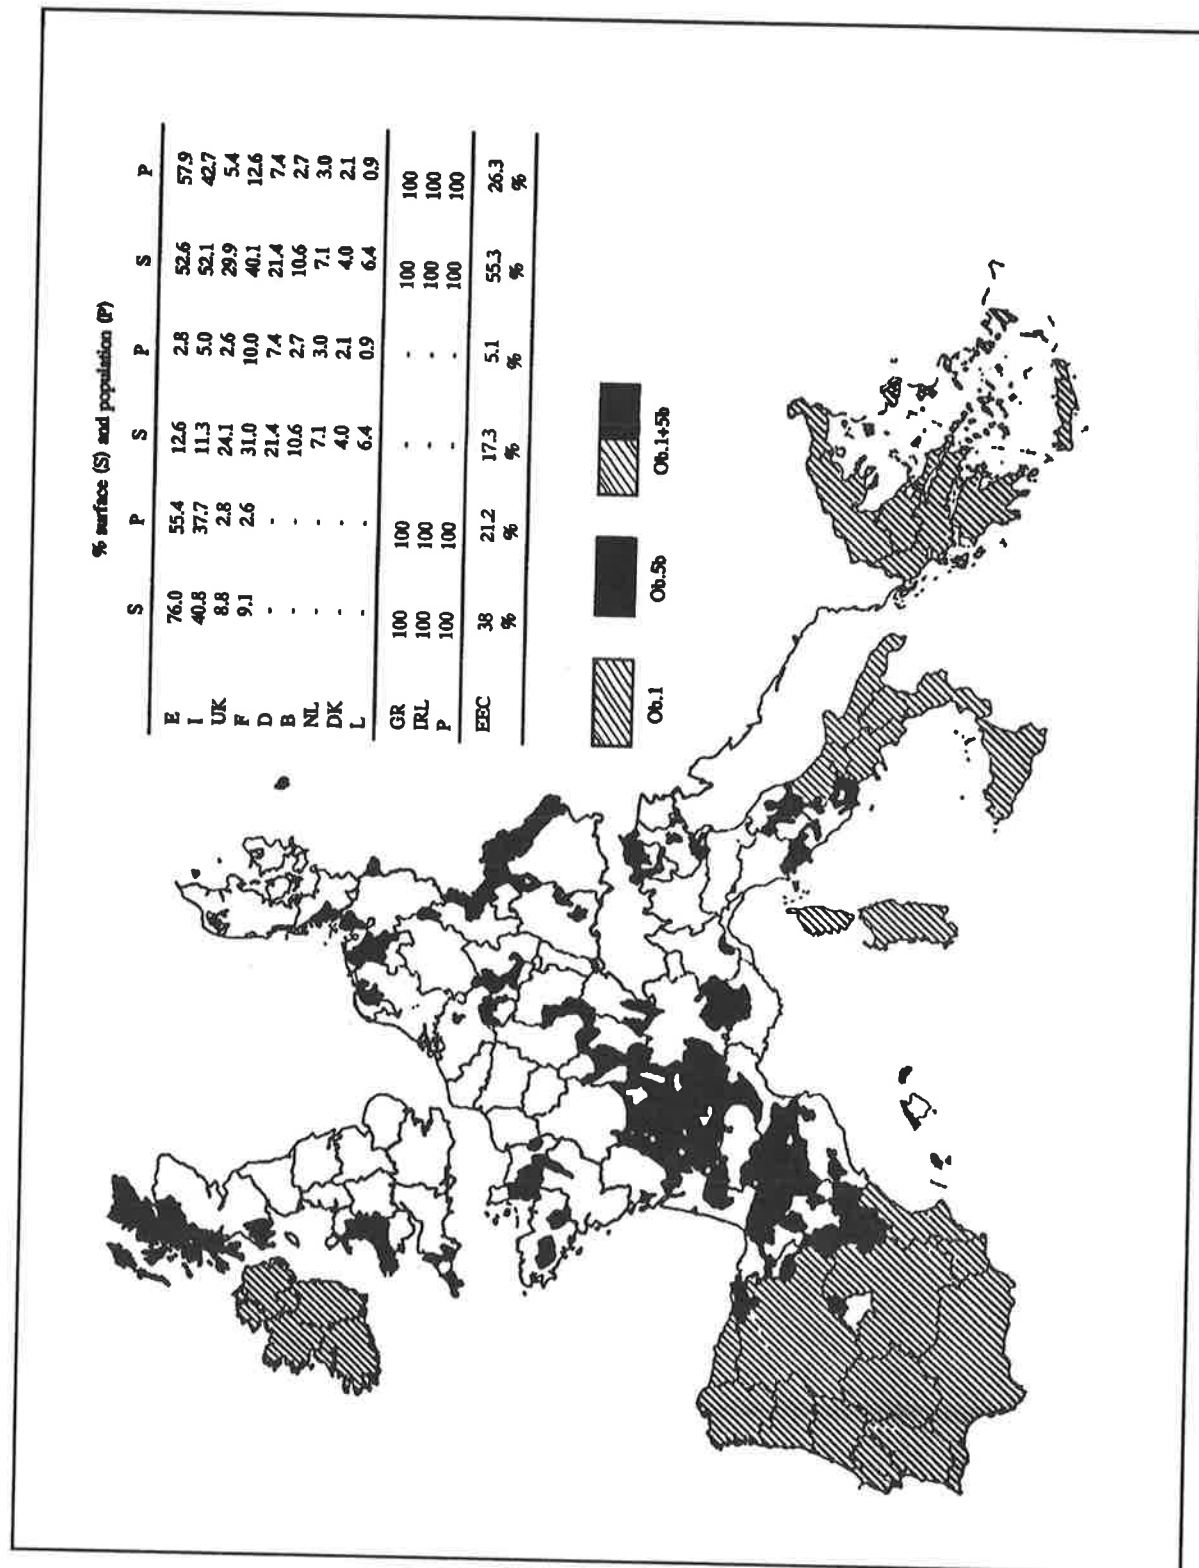 % surface (S) and population (P)
S P S P S P
E 76.0 55.4 12.6 2.8 52.6 57.9
I 40.8 37.7 11.3 5.0 52.1 42.7
UK 8.8 2.8 24.1 2.6 29.9 5.4
F 9.1 2.6 31.0 10.0 40.1 12.6
D - - 21.4 7.4 21.4 7.4
B - - 10.6 2.7 10.6 2.7
NL - - 7.1 3.0 7.1 3.0
DK - - 4.0 2.1 4.0 2.1
L - - 6.4 0.9 6.4 0.9
GR 100 100 - - 100 100
IRL 100 100 - - 100 100
P 100 100 - - 100 100
EEC 38 21.2 17.3 5.1 55.3 26.3
% % % % % %
Ob.1 Ob.5b Ob.1+5b